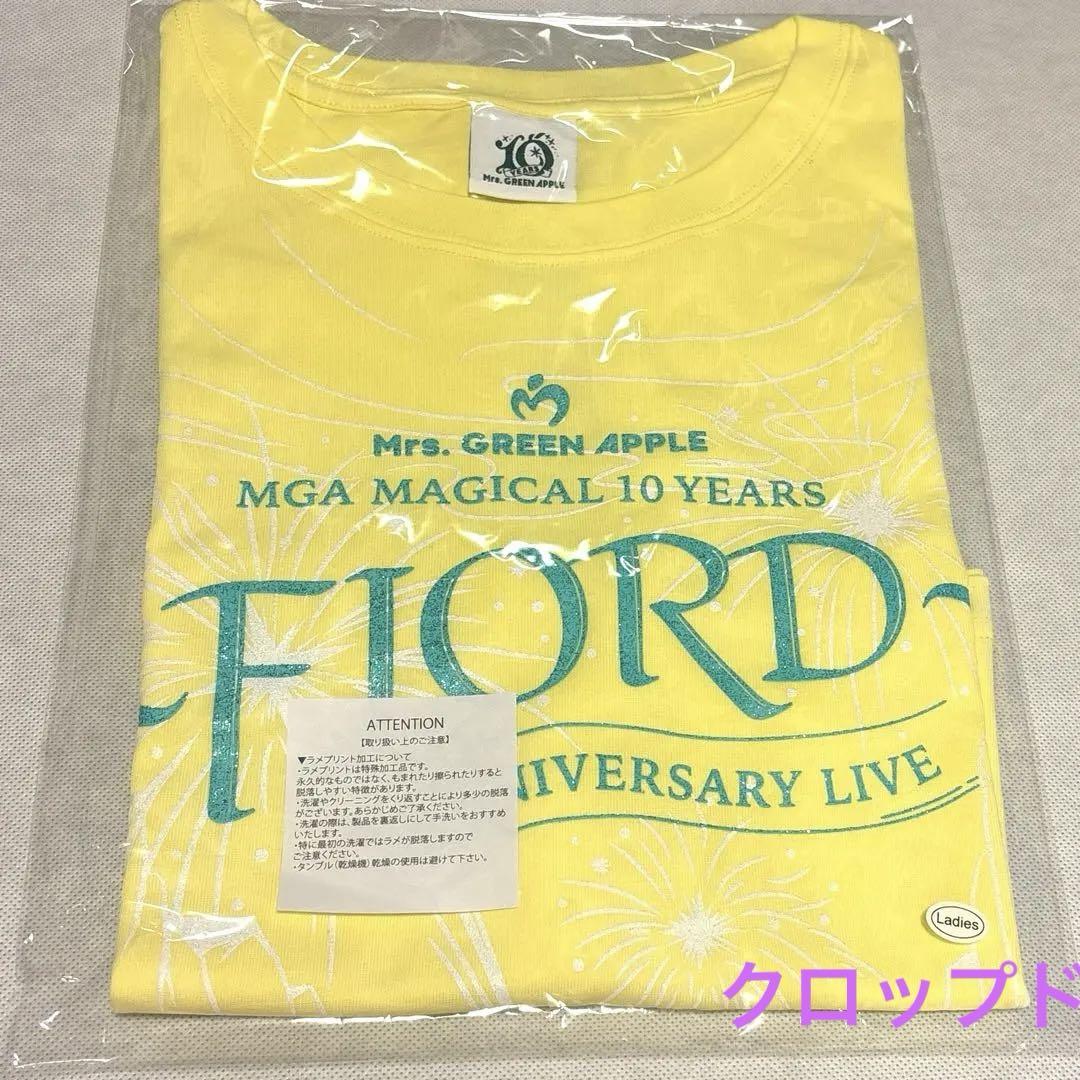 10
YEARS
Mrs. GREEN APPLE
Mrs. GREEN APPLE
MGA MAGICAL 10 YEARS
FJORD
ANNIVERSARY LIVE
ATTENTION
【取り扱い上のご注意】
▼ラメプリント加工について
・ラメプリントは特殊加工品です。
永久的なものではなく、もまれたり擦られたりすると
脱落しやすい特徴があります。
・洗濯やクリーニングをくり返すことにより多少の脱落
がございます。あらかじめご了承ください。
・洗濯の際は、製品を裏返しにして手洗いをおすすめ
いたします。
・特に最初の洗濯ではラメが脱落しますので
ご注意ください。
・タンブル（乾燥機）乾燥の使用は避けて下さい。
Ladies
クロップド